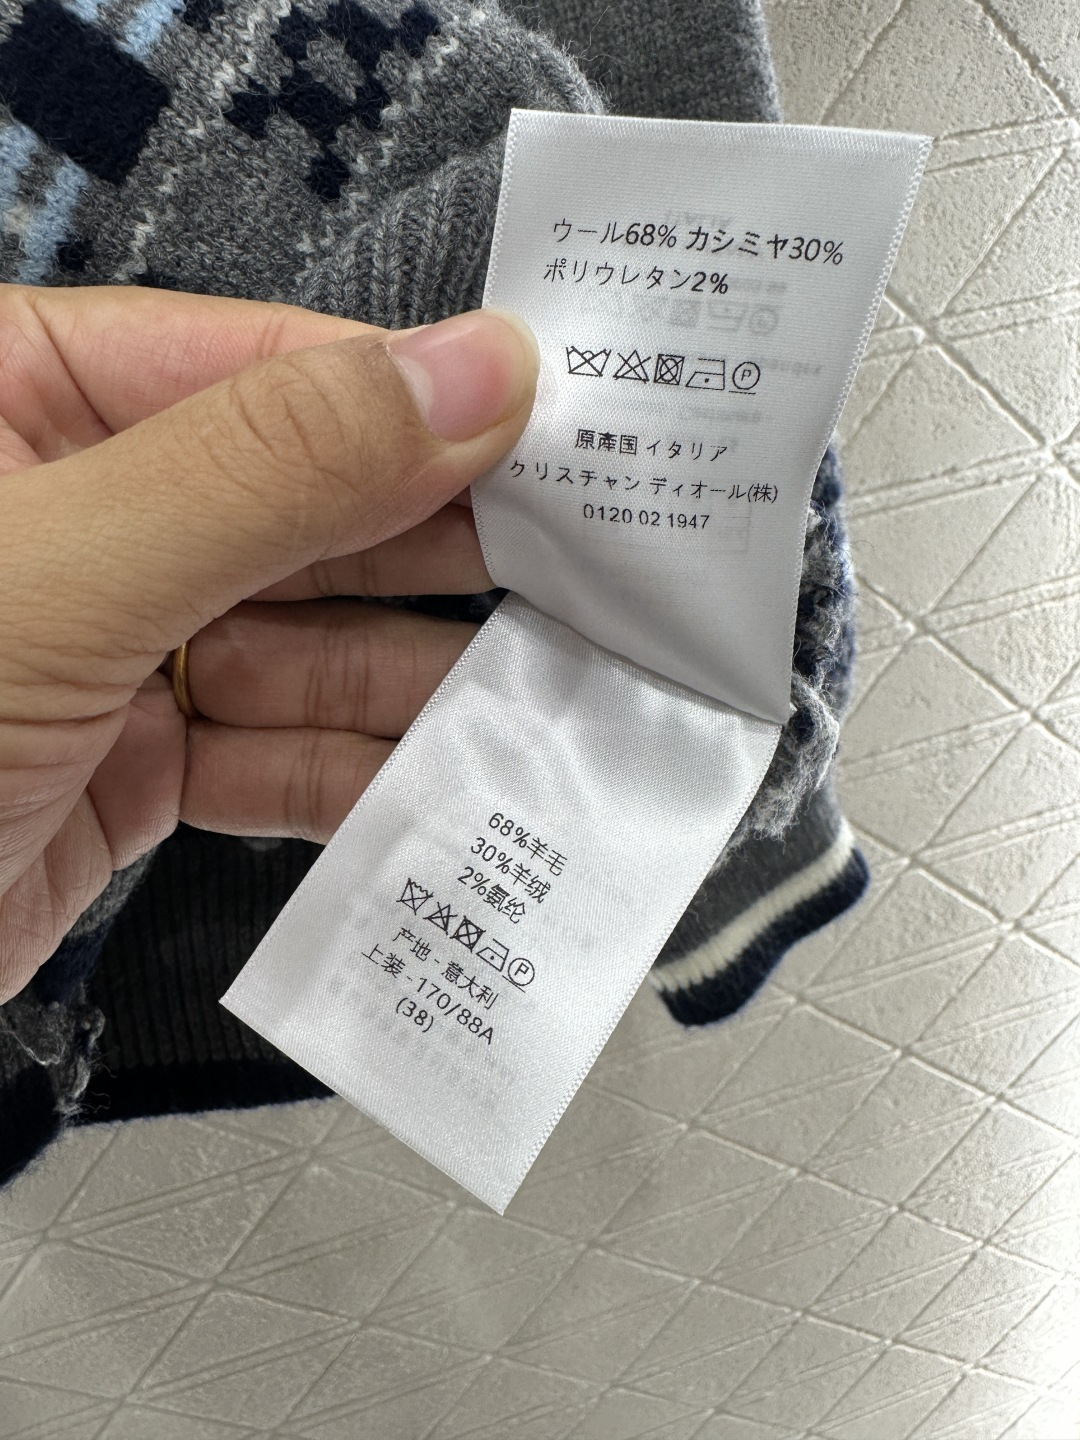 ウール68% カシミヤ30%
ポリウレタン2%
P
原産国 イタリア
クリスチャン ディオール(株)
0120 02 1947
68%羊毛
30%羊绒
2%氨纶
P
产地 - 意大利
上装 - 170/88A
(38)